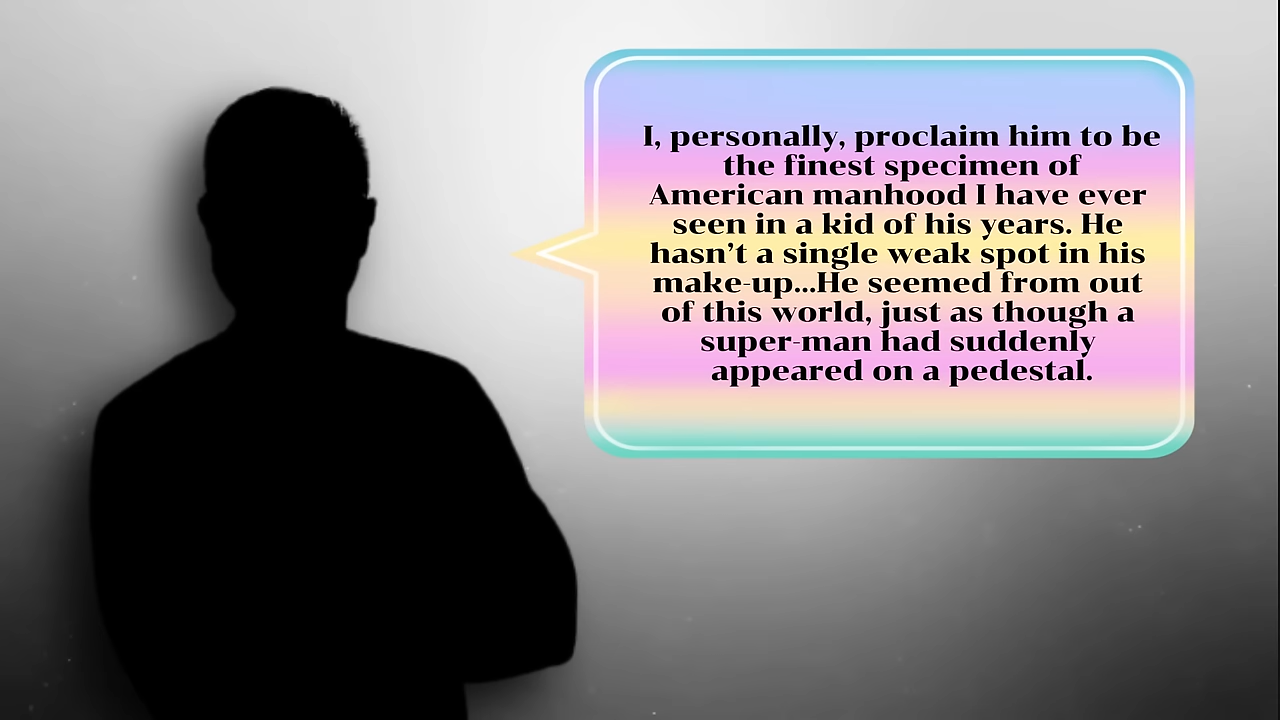 I, personally, proclaim him to be
the finest specimen of
American manhood I have ever
seen in a kid of his years. He
hasn’t a single weak spot in his
make-up...He seemed from out
of this world, just as though a
super-man had suddenly
appeared on a pedestal.